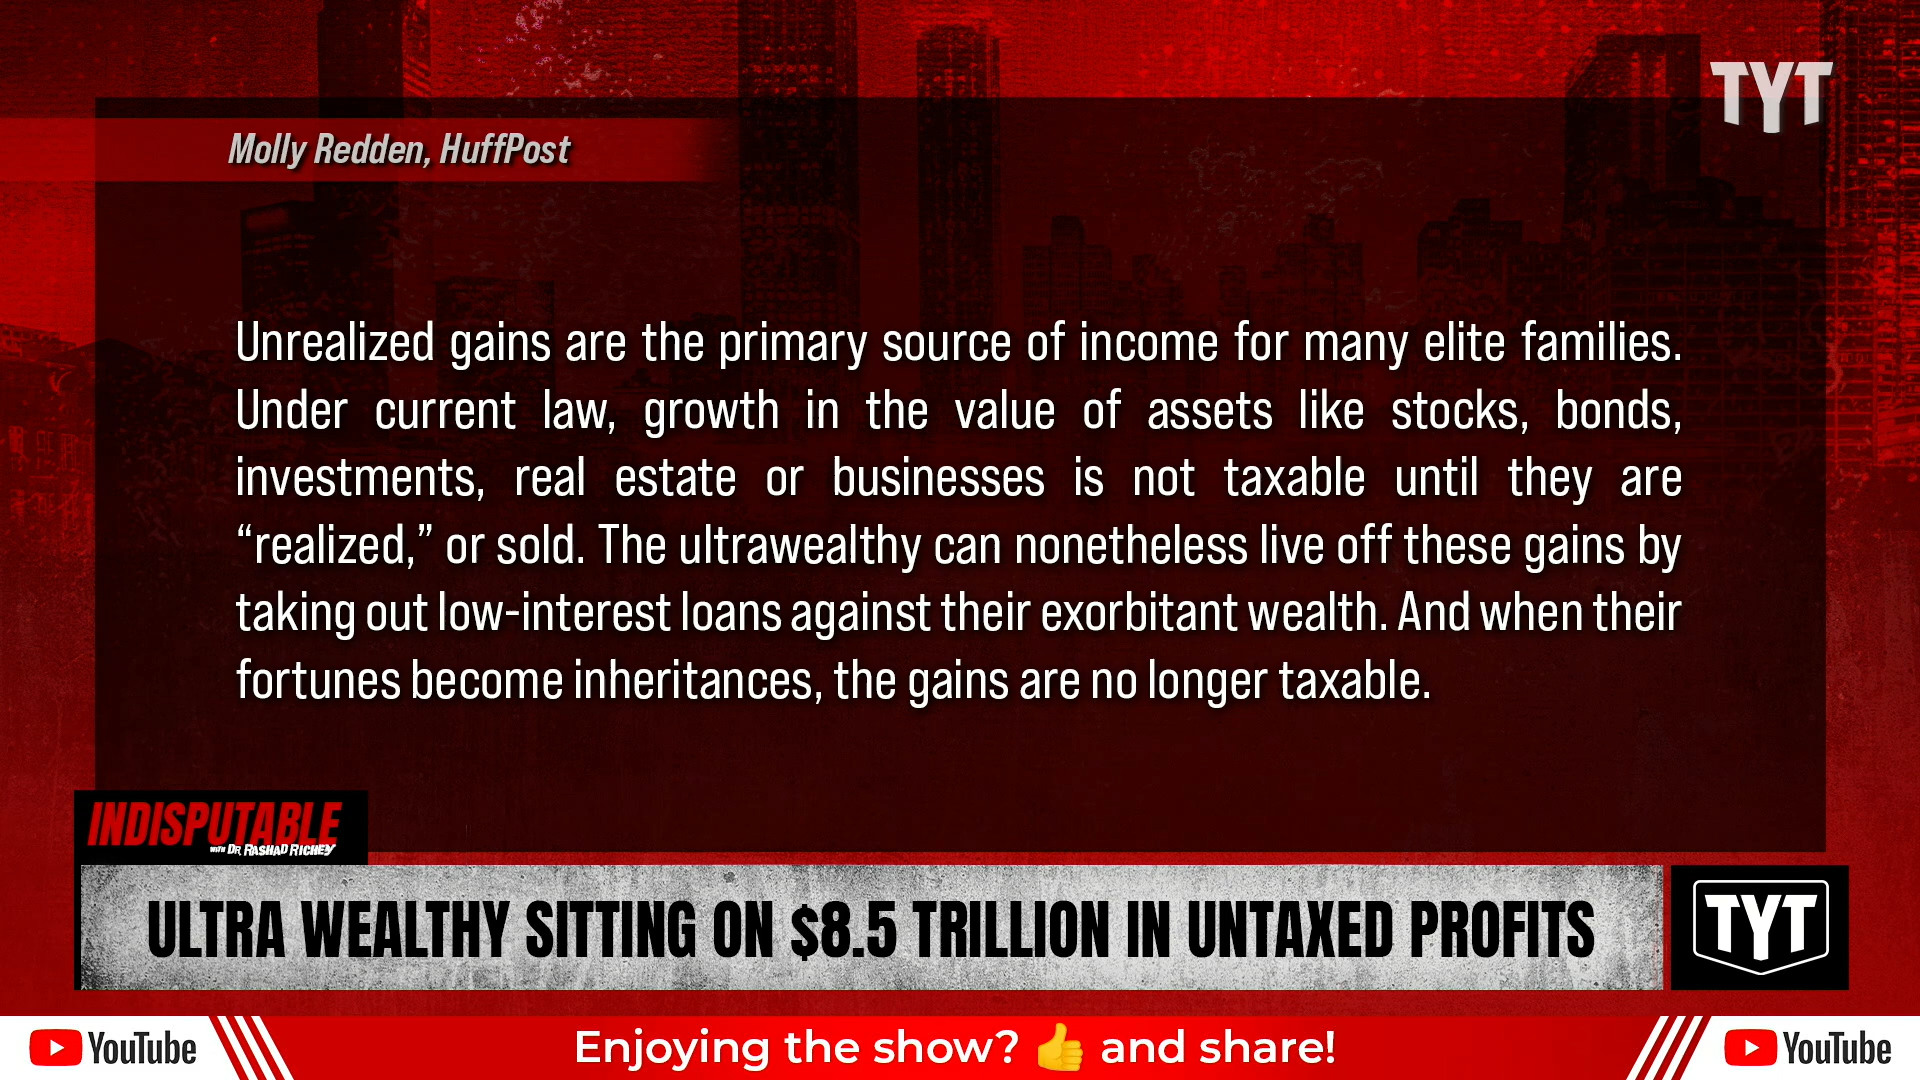 TYT
Molly Redden, HuffPost
Unrealized gains are the primary source of income for many elite families.
Under current law, growth in the value of assets like stocks, bonds,
investments, real estate or businesses is not taxable until they are
“realized,” or sold. The ultrawealthy can nonetheless live off these gains by
taking out low-interest loans against their exorbitant wealth. And when their
fortunes become inheritances, the gains are no longer taxable.
INDISPUTABLE
WITH DR RASHAD RICHEY
ULTRA WEALTHY SITTING ON $8.5 TRILLION IN UNTAXED PROFITS
TYT
YouTube
Enjoying the show? 👍 and share!
YouTube